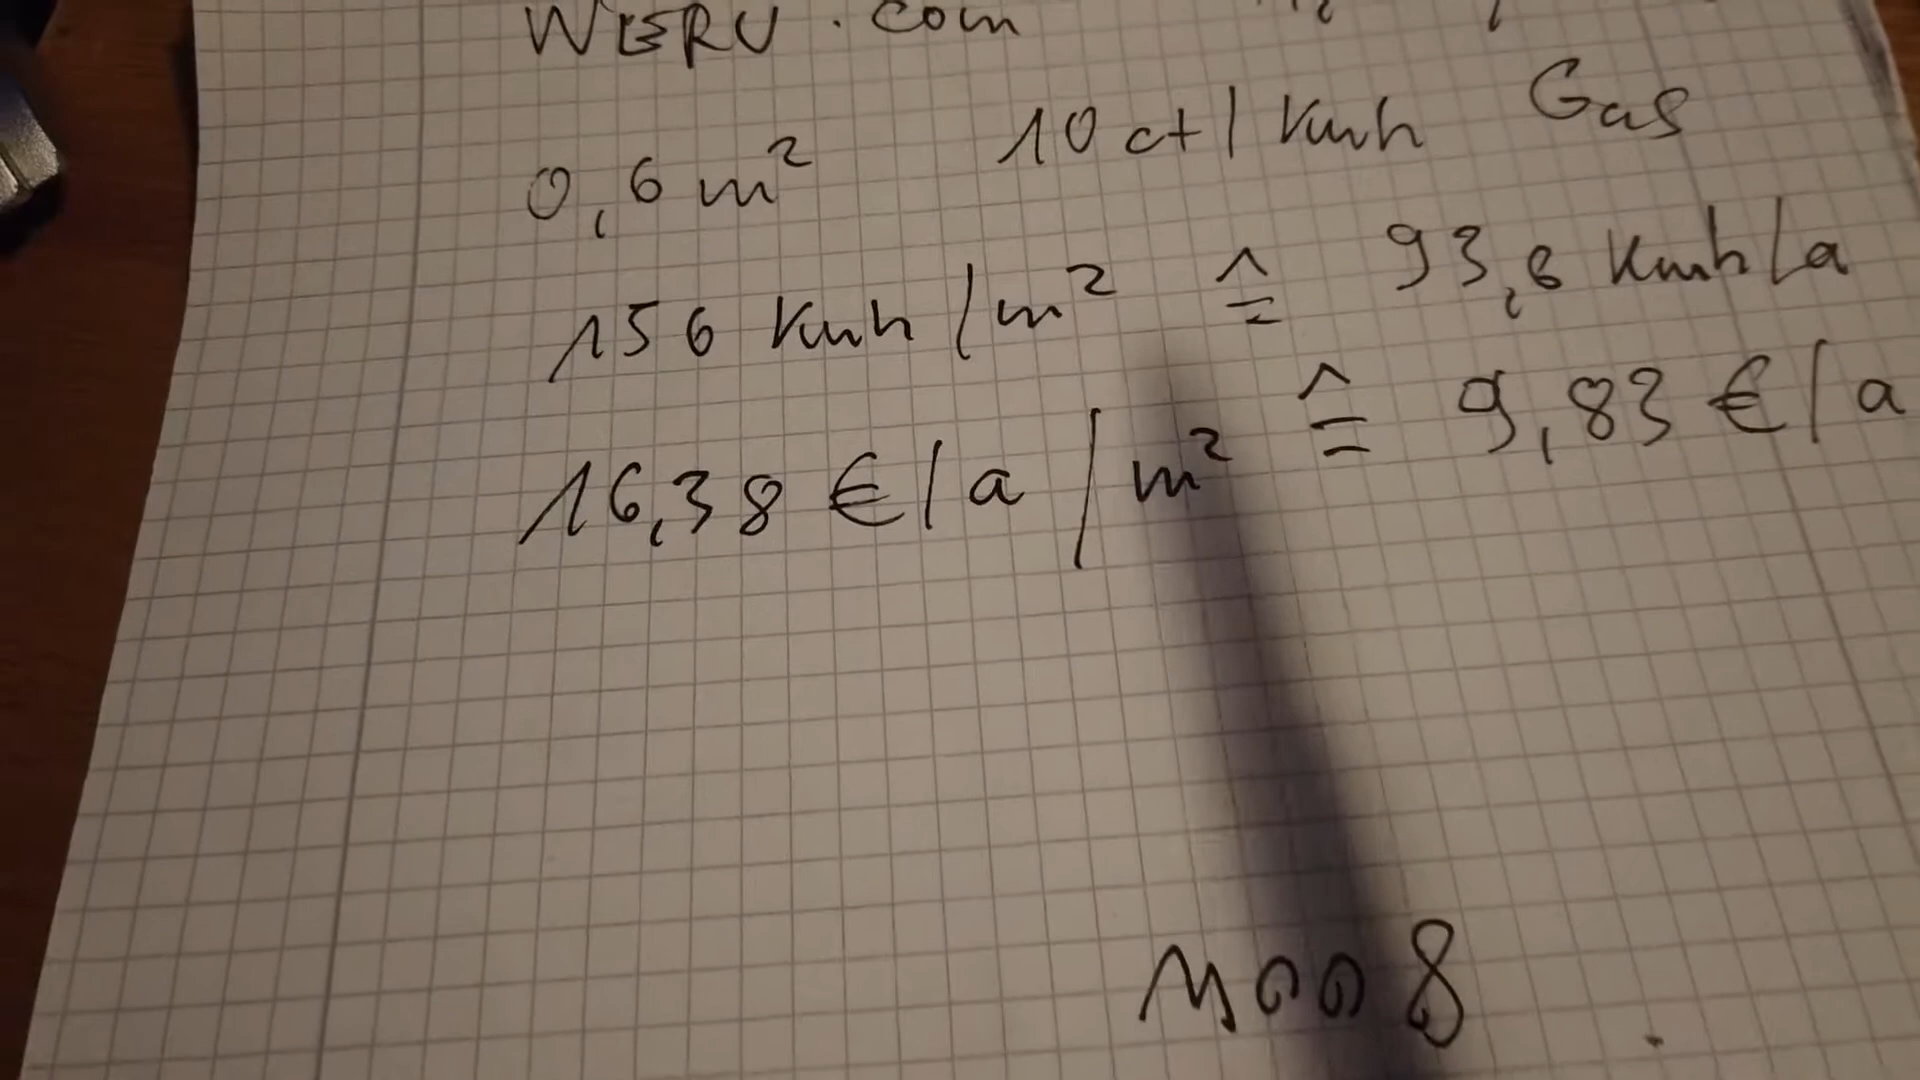 WERU.com
0,6 m² 10 ct/kwh Gas
156 kwh/m² ≙ 93,6 kwh/a
16,38 €/a/m² ≙ 9,83 €/a